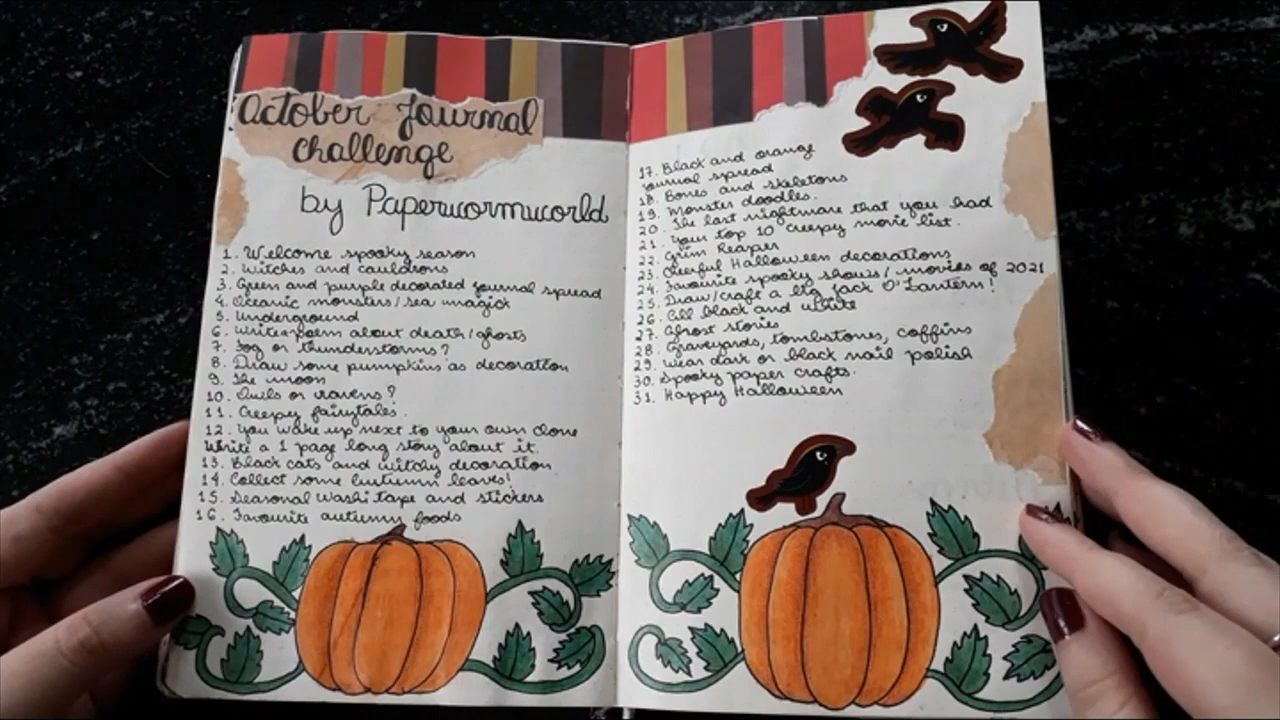 October Journal
challenge
by Paperwormworld
1. Welcome spooky season
2. Witches and cauldrons
3. Green and purple decorated journal spread
4. Oceanic monsters/sea magick
5. Underground
6. Write a poem about death/ghosts
7. Fog or thunderstorms?
8. Draw some pumpkins as decoration
9. The moon
10. Owls or ravens?
11. Creepy fairytales.
12. You wake up next to your own clone
Write a 1 page long story about it.
13. Black cats and witchy decoration.
14. Collect some autumn leaves!
15. Seasonal Washi tape and stickers
16. Favourite autumn foods
17. Black and orange
journal spread
18. Bones and skeletons
19. Monster doodles.
20. The last nightmare that you had
21. Your top 10 creepy movie list.
22. Grim Reaper
23. Cheerful Halloween decorations
24. Favourite spooky shows/movies of 2021
25. Draw/craft a big Jack O'Lantern!
26. All black and white
27. Ghost stories
28. Graveyards, tombstones, coffins
29. Wear dark or black nail polish
30. Spooky paper crafts.
31. Happy Halloween